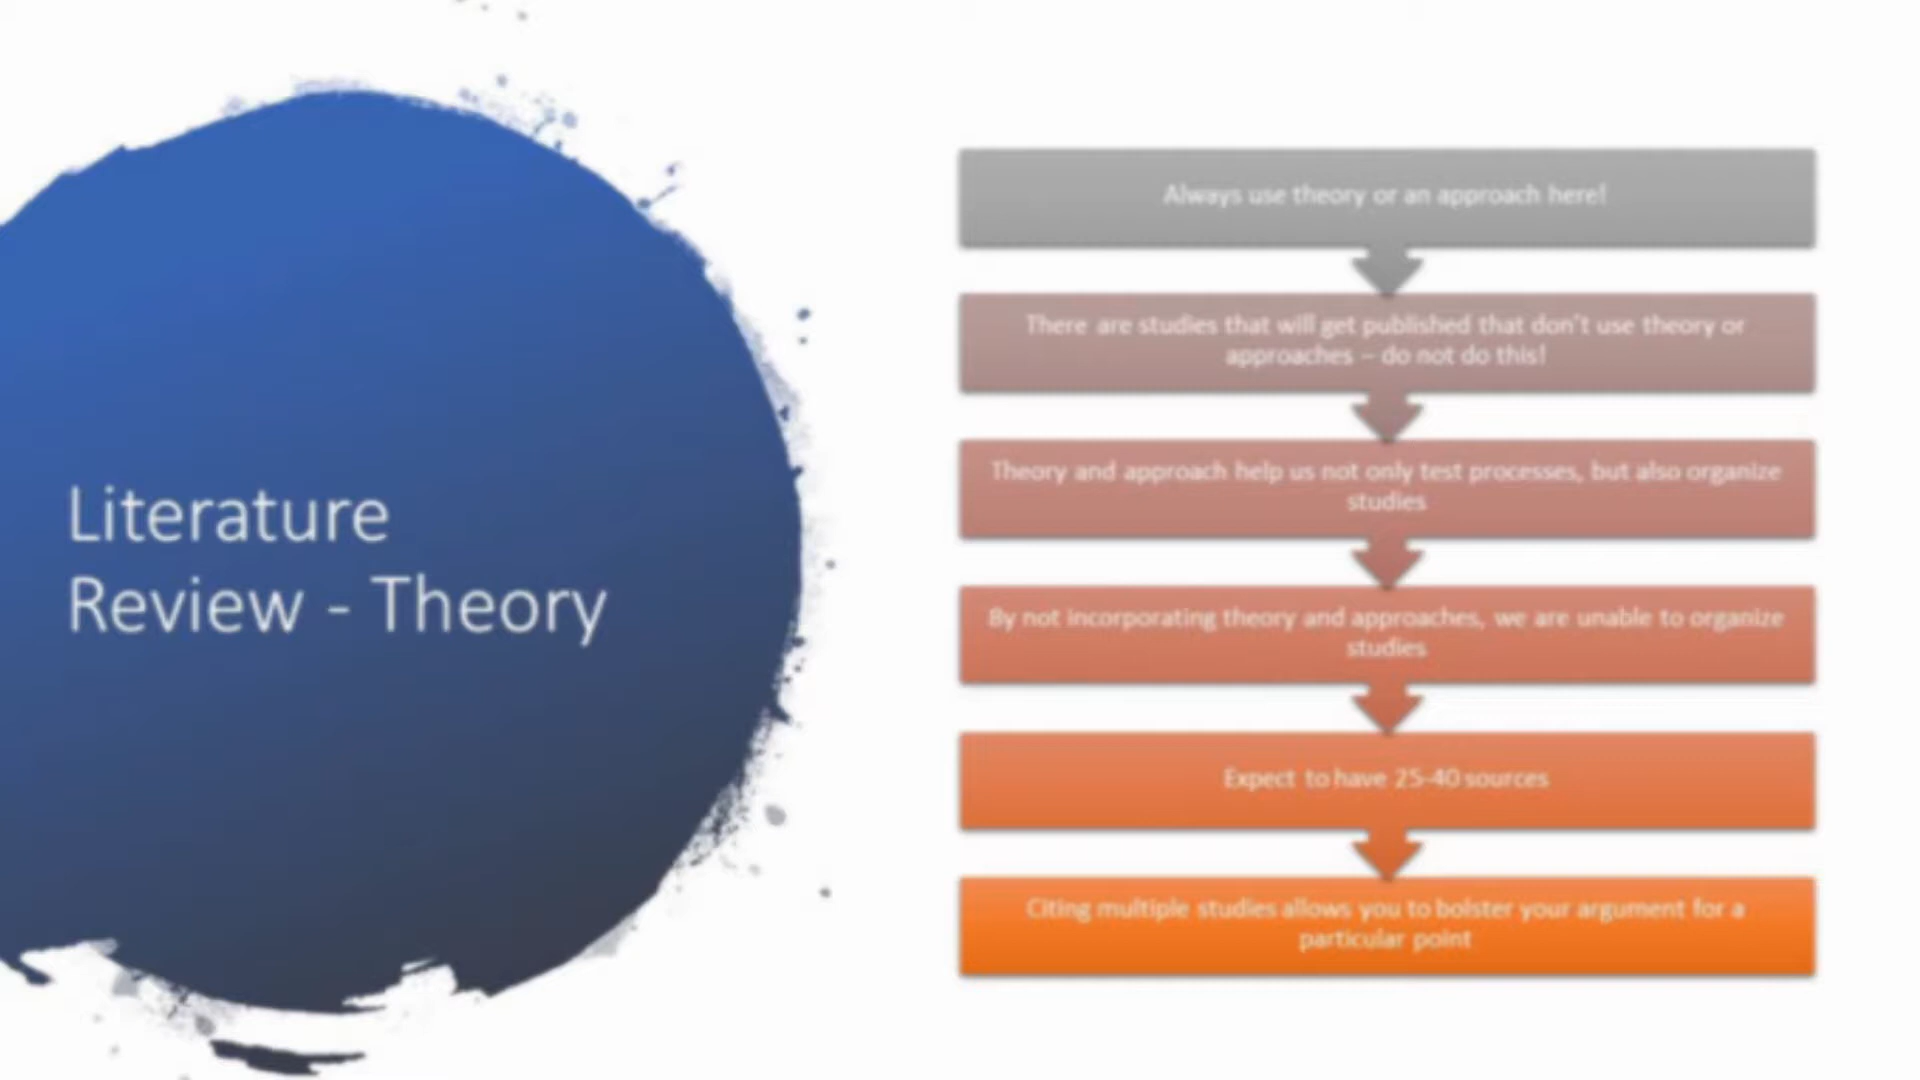 Literature
Review - Theory
Always use theory or an approach here!
There are studies that will get published that don't use theory or
approaches – do not do this!
Theory and approach help us not only test processes, but also organize
studies
By not incorporating theory and approaches, we are unable to organize
studies
Expect to have 25-40 sources
Citing multiple studies allows you to bolster your argument for a
particular point